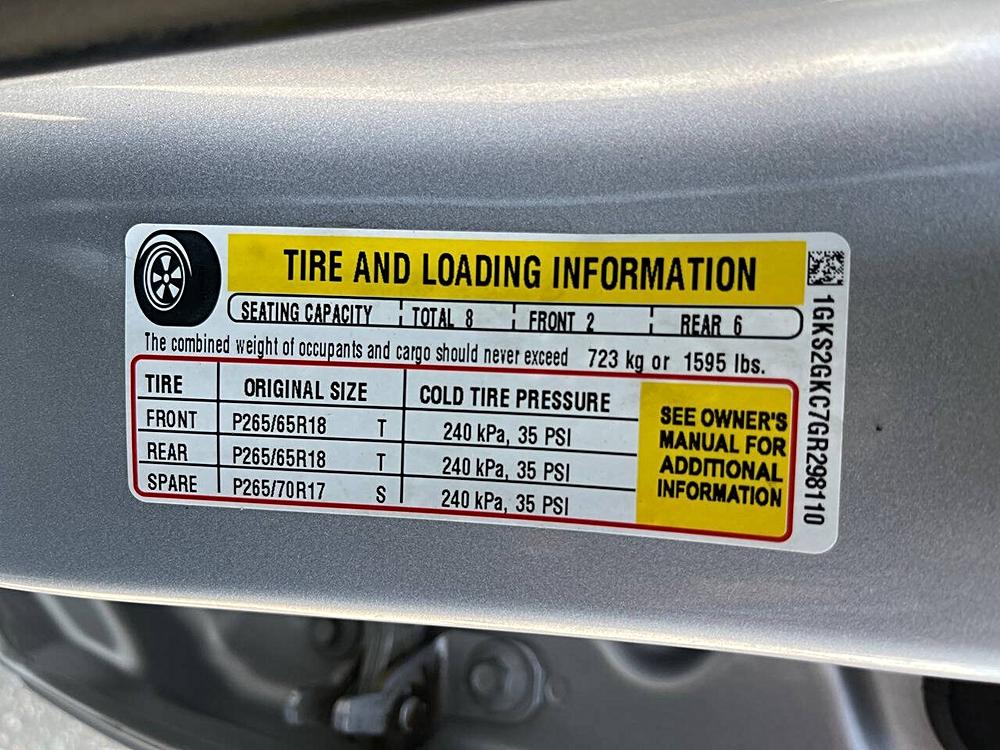 TIRE AND LOADING INFORMATION
SEATING CAPACITY TOTAL 8 FRONT 2 REAR 6
The combined weight of occupants and cargo should never exceed 723 kg or 1595 lbs.
TIRE ORIGINAL SIZE COLD TIRE PRESSURE
FRONT P265/65R18 T 240 kPa, 35 PSI
REAR P265/65R18 T 240 kPa, 35 PSI
SPARE P265/70R17 S 240 kPa, 35 PSI
SEE OWNER'S
MANUAL FOR
ADDITIONAL
INFORMATION
1GKS2GKC7GR298110